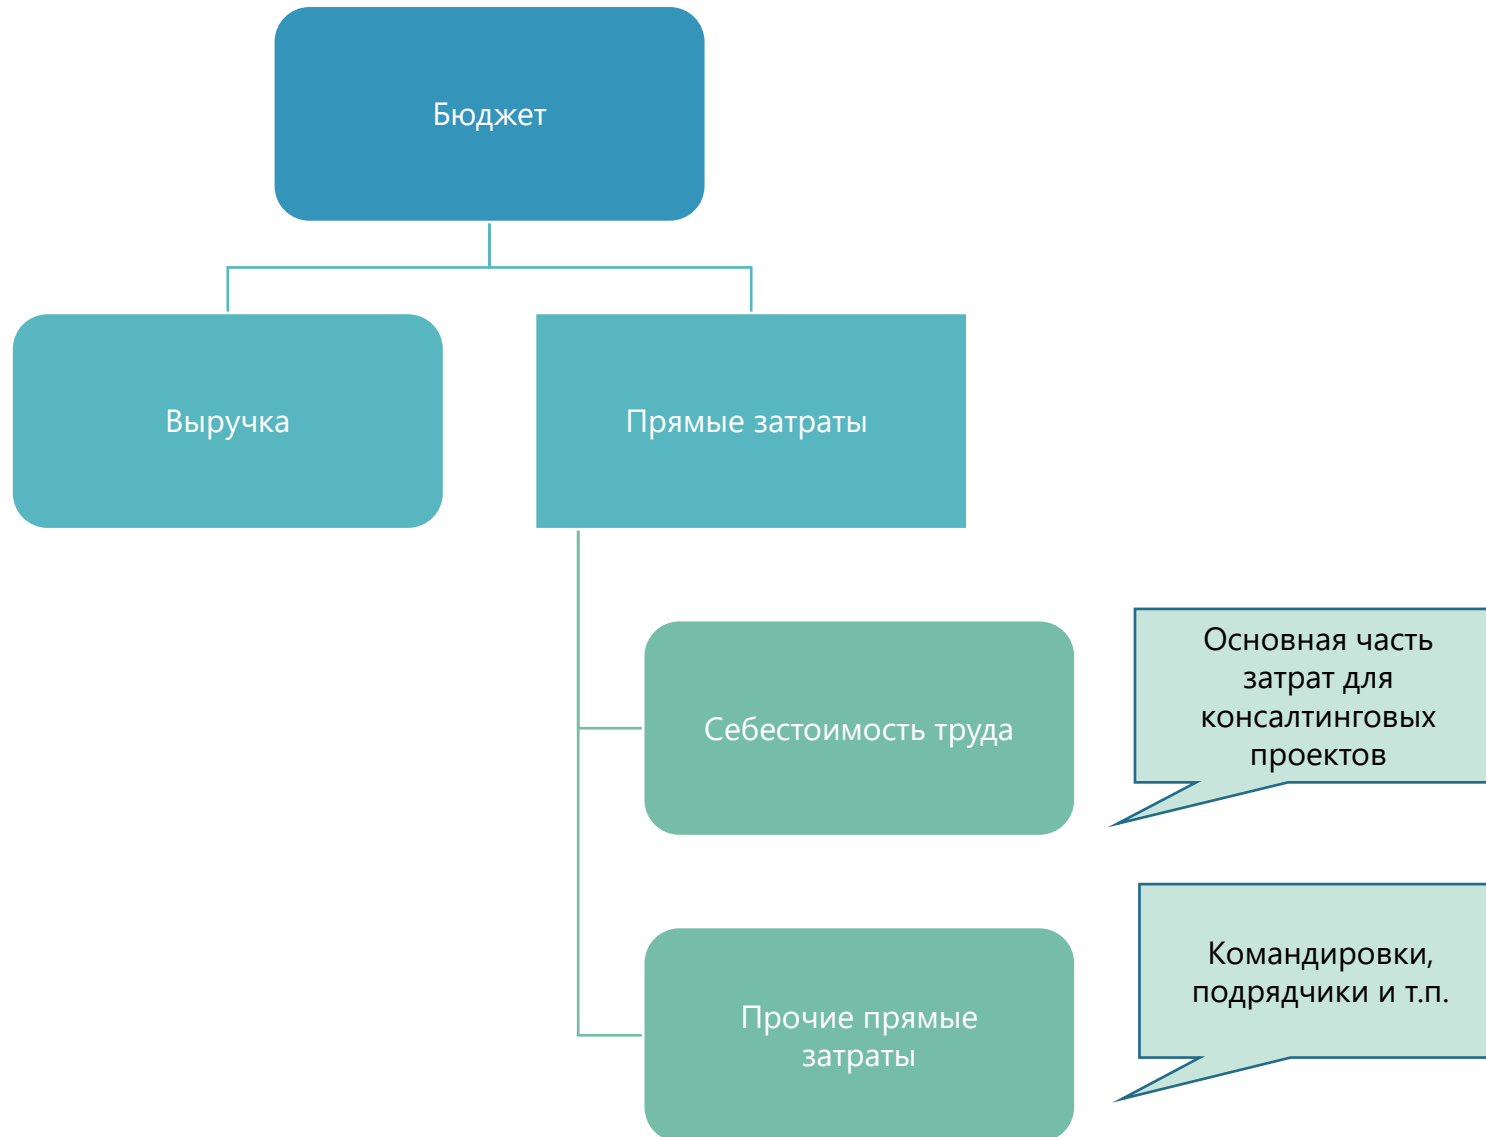 Бюджет
Выручка
Прямые затраты
Себестоимость труда
Основная часть
затрат для
консалтинговых
проектов
Прочие прямые
затраты
Командировки,
подрядчики и т.п.